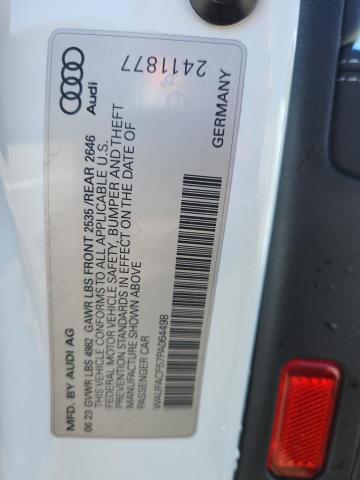 Audi
2411877
GERMANY
MFD. BY AUDI AG
06 23 GVWR LBS 4982 GAWR LBS FRONT 2535 /REAR 2646
THIS VEHICLE CONFORMS TO ALL APPLICABLE U.S.
FEDERAL MOTOR VEHICLE SAFETY, BUMPER AND THEFT
PREVENTION STANDARDS IN EFFECT ON THE DATE OF
MANUFACTURE SHOWN ABOVE
PASSENGER CAR
WAUFACF57PA064498